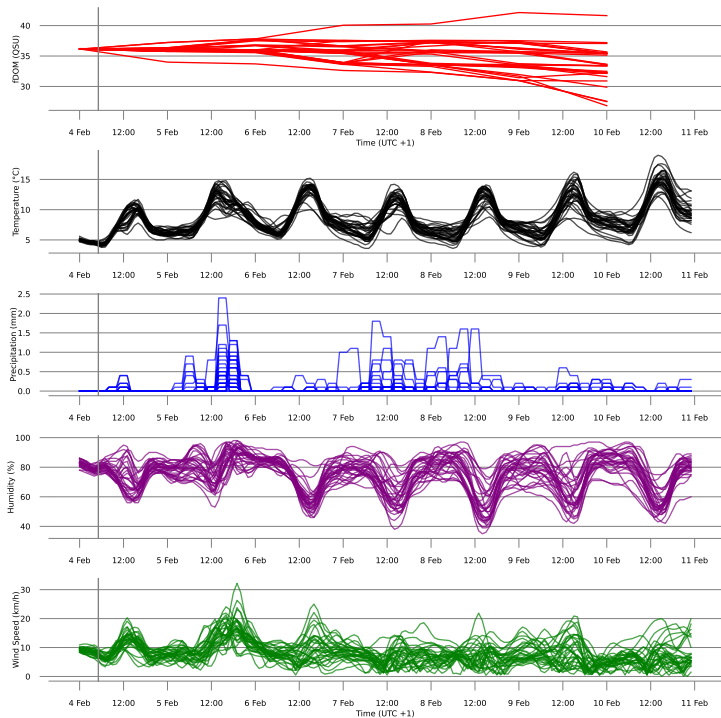 fDOM (QSU)
40
35
30
4 Feb 12:00 5 Feb 12:00 6 Feb 12:00 7 Feb 12:00 8 Feb 12:00 9 Feb 12:00 10 Feb 12:00 11 Feb
Time (UTC +1)
Temperature (°C)
15
10
5
4 Feb 12:00 5 Feb 12:00 6 Feb 12:00 7 Feb 12:00 8 Feb 12:00 9 Feb 12:00 10 Feb 12:00 11 Feb
Precipitation (mm)
2.5
2.0
1.5
1.0
0.5
0.0
4 Feb 12:00 5 Feb 12:00 6 Feb 12:00 7 Feb 12:00 8 Feb 12:00 9 Feb 12:00 10 Feb 12:00 11 Feb
Humidity (%)
100
80
60
40
4 Feb 12:00 5 Feb 12:00 6 Feb 12:00 7 Feb 12:00 8 Feb 12:00 9 Feb 12:00 10 Feb 12:00 11 Feb
Wind Speed (km/h)
30
20
10
0
4 Feb 12:00 5 Feb 12:00 6 Feb 12:00 7 Feb 12:00 8 Feb 12:00 9 Feb 12:00 10 Feb 12:00 11 Feb
Time (UTC +1)